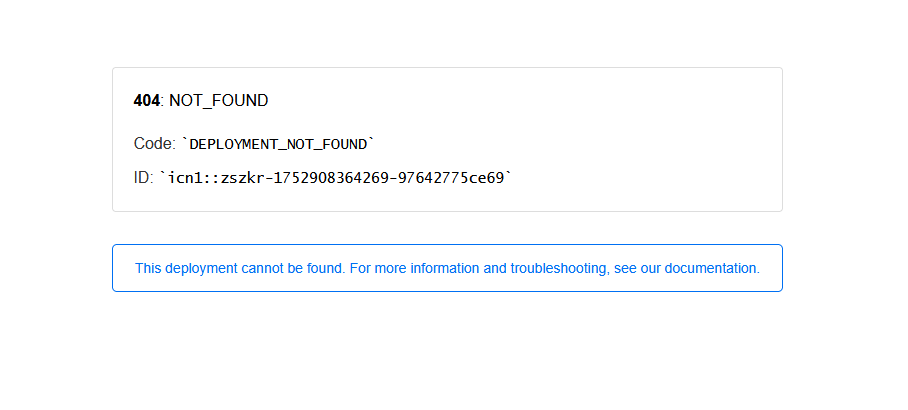 404: NOT_FOUND
Code: `DEPLOYMENT_NOT_FOUND`
ID: `icn1::zszkr-1752908364269-97642775ce69`
This deployment cannot be found. For more information and troubleshooting, see our documentation.